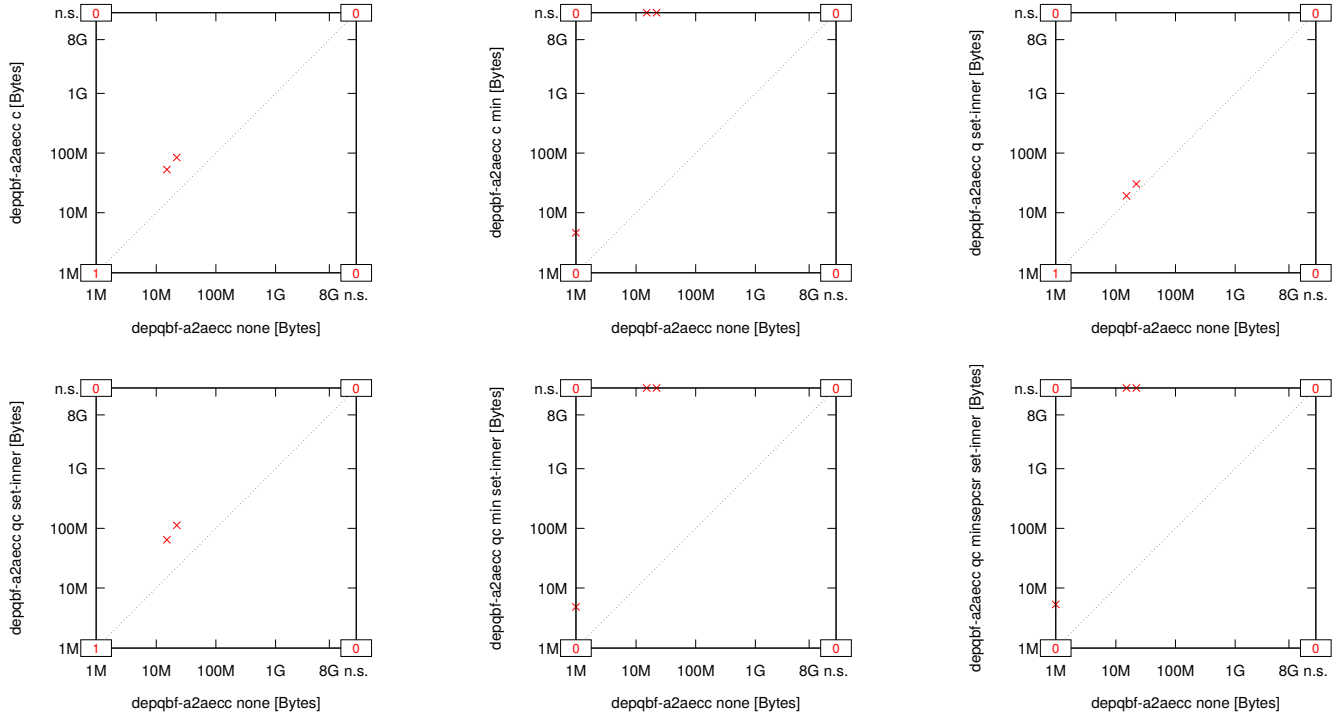 n.s. 0 0
8G
1G
100M
10M
1M 1 0
1M 10M 100M 1G 8G n.s.
depqbf-a2aecc c [Bytes]
depqbf-a2aecc none [Bytes]
n.s. 0 0
8G
1G
100M
10M
1M 0 0
1M 10M 100M 1G 8G n.s.
depqbf-a2aecc c min [Bytes]
depqbf-a2aecc none [Bytes]
n.s. 0 0
8G
1G
100M
10M
1M 1 0
1M 10M 100M 1G 8G n.s.
depqbf-a2aecc q set-inner [Bytes]
depqbf-a2aecc none [Bytes]
n.s. 0 0
8G
1G
100M
10M
1M 1 0
1M 10M 100M 1G 8G n.s.
depqbf-a2aecc qc set-inner [Bytes]
depqbf-a2aecc none [Bytes]
n.s. 0 0
8G
1G
100M
10M
1M 0 0
1M 10M 100M 1G 8G n.s.
depqbf-a2aecc qc min set-inner [Bytes]
depqbf-a2aecc none [Bytes]
n.s. 0 0
8G
1G
100M
10M
1M 0 0
1M 10M 100M 1G 8G n.s.
depqbf-a2aecc qc minsepcsr set-inner [Bytes]
depqbf-a2aecc none [Bytes]